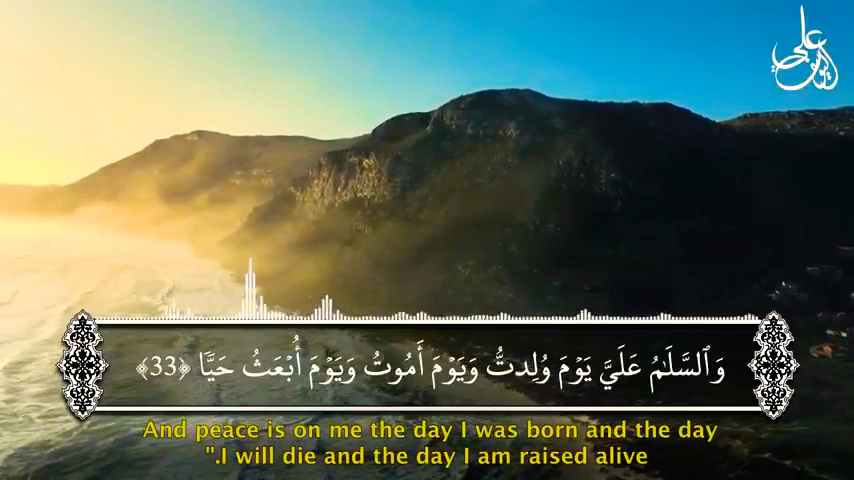 وَٱلسَّلَٰمُ عَلَيَّ يَوْمَ وُلِدتُّ وَيَوْمَ أَمُوتُ وَيَوْمَ أُبْعَثُ حَيًّا ﴿33﴾
And peace is on me the day I was born and the day
".I will die and the day I am raised alive